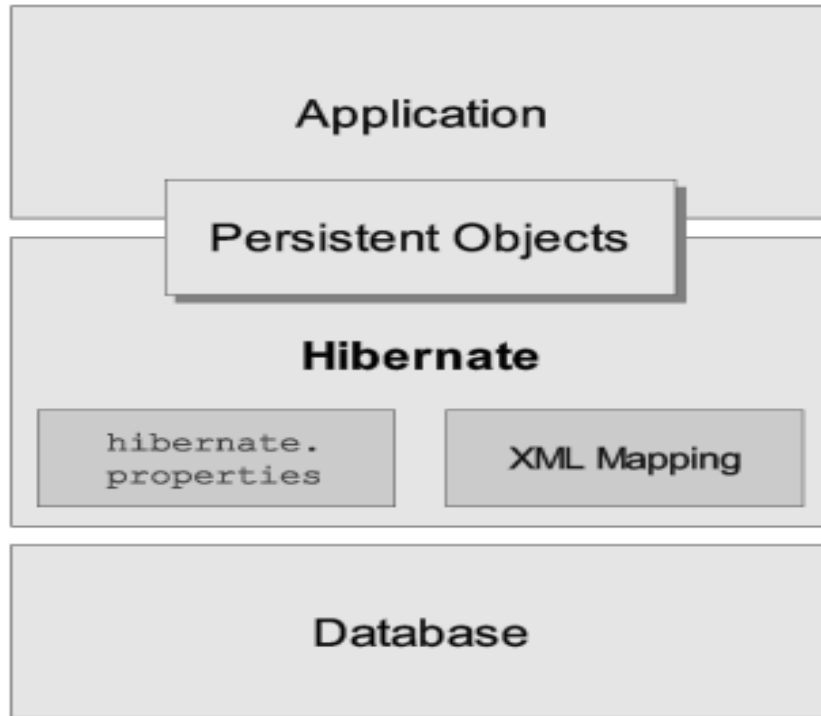 Application
Persistent Objects
Hibernate
hibernate.
properties
XML Mapping
Database